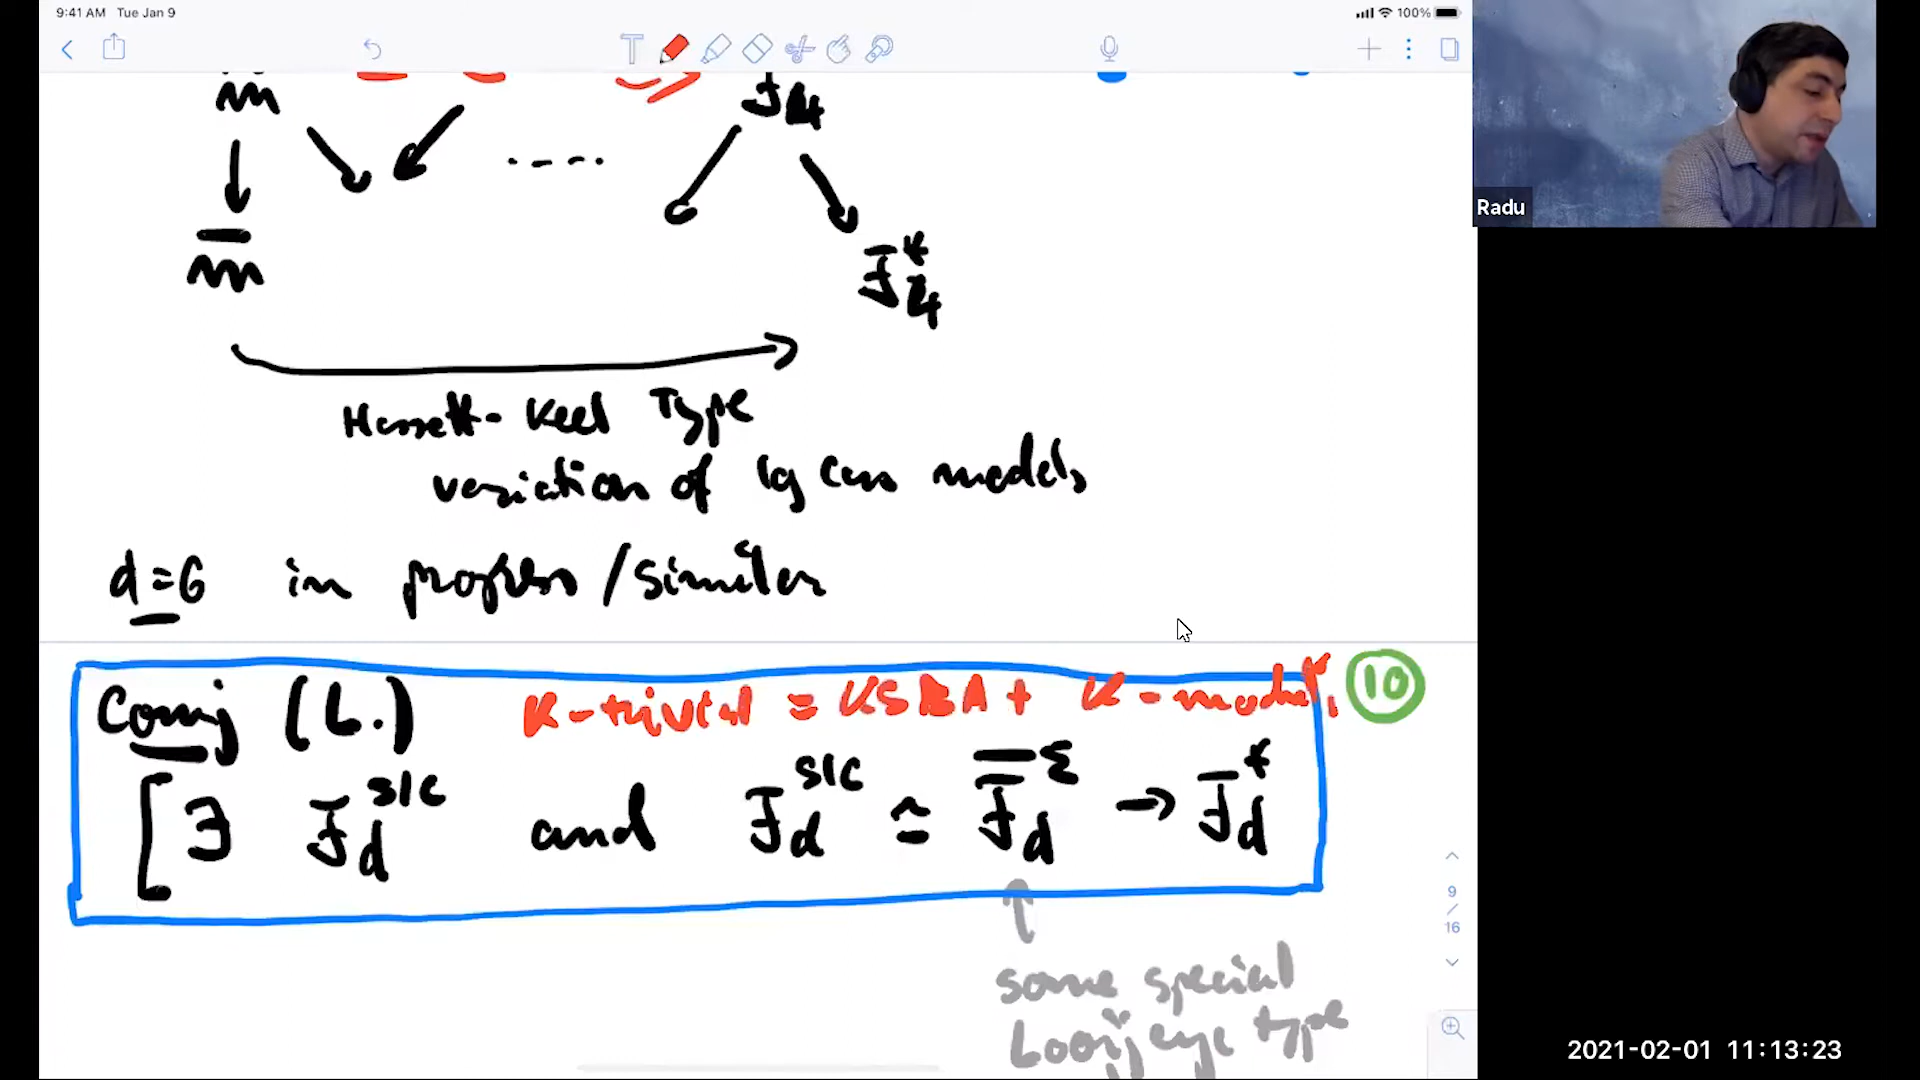 9:41 AM Tue Jan 9
100%
T
𝔐
F₄
𝔐̅
F₄*
Hassett-Keel Type
variation of log can models
d=6 in progress/similar
Conj (L.) K-trivial = KSBA + K-moduli
10
[∃ F_d^{slc} and F_d^{slc} ≃ F̅_d^Σ → F_d^*
some special
Looijenga type
9
/
16
Radu
2021-02-01 11:13:23